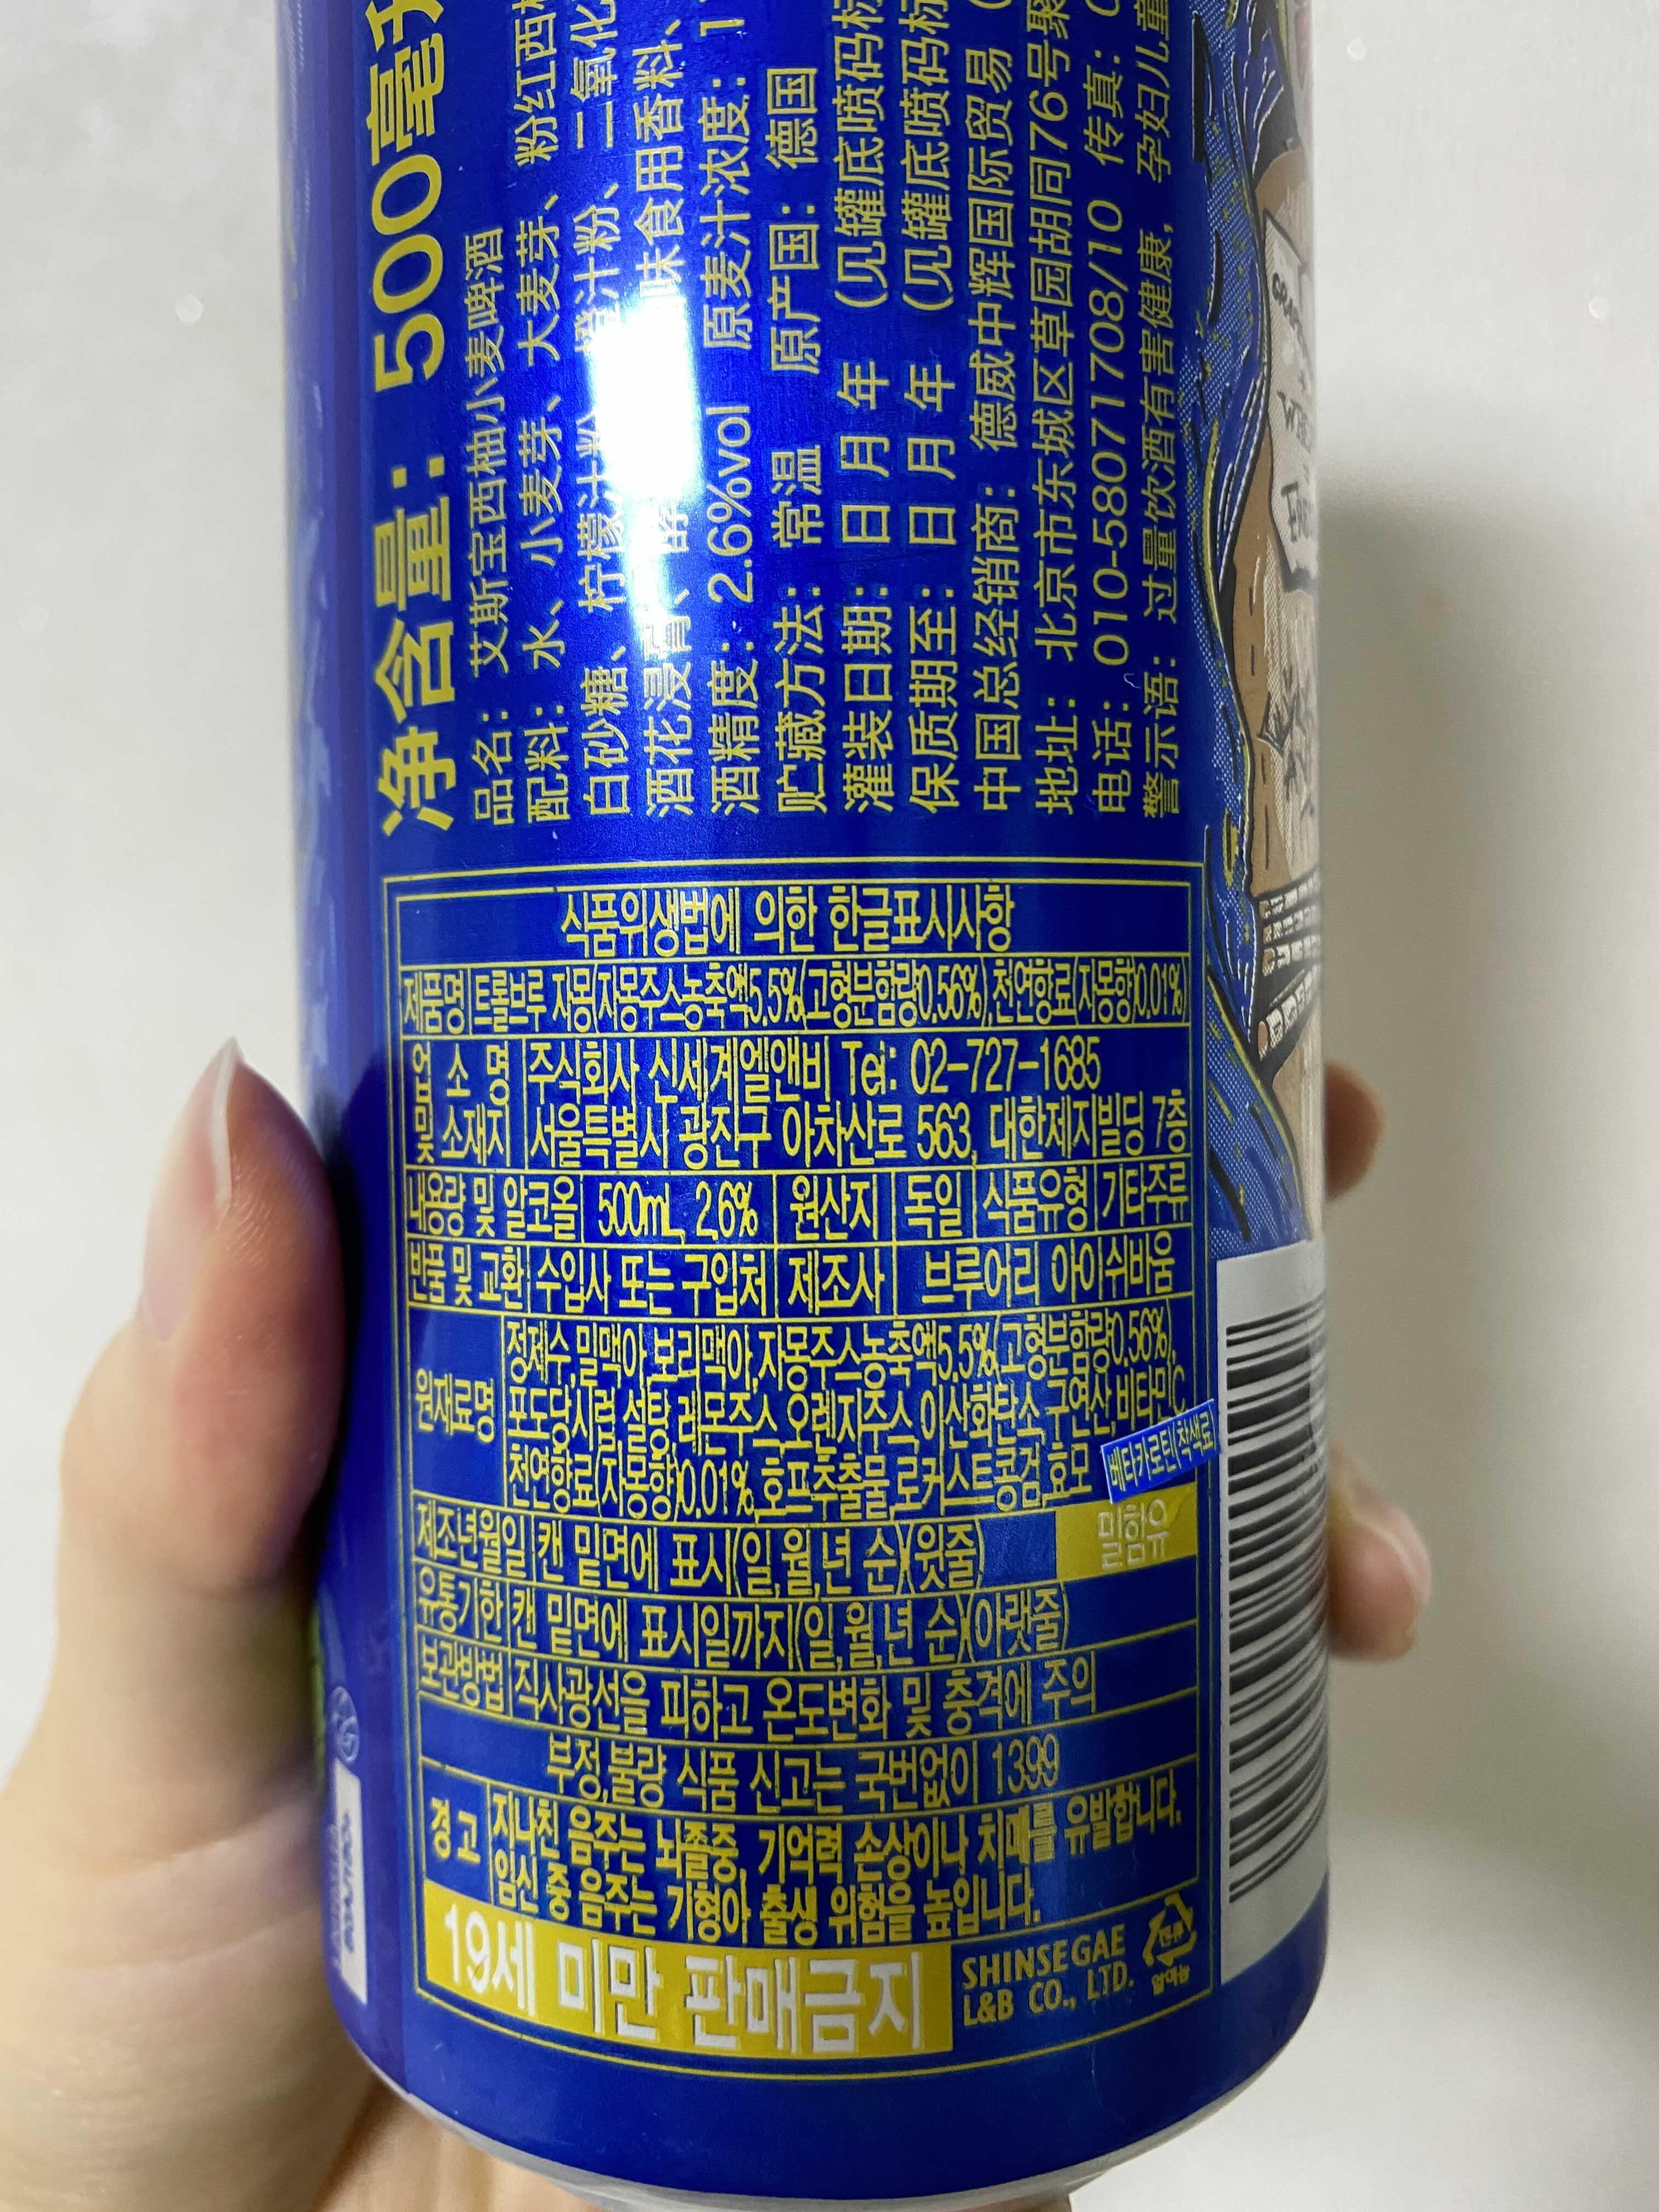 净含量: 500毫升
品名: 艾斯宝西柚小麦啤酒
配料: 水、小麦芽、大麦芽、粉红西柚
白砂糖、柠檬汁粉、橙汁粉、二氧化
酒花浸膏、味食用香料、
酒精度: 2.6%vol 原麦汁浓度: 1
贮藏方法: 常温 原产国: 德国
灌装日期: 日 月 年 (见罐底喷码标
保质期至: 日 月 年 (见罐底喷码标
中国总经销商: 德威中辉国际贸易 (
地址: 北京市东城区草园胡同76号聚
电话: 010-58071708/10 传真: 0
警示语: 过量饮酒有害健康, 孕妇儿童
식품위생법에 의한 한글표시사항
제품명 트롤브루 자몽(자몽주스농축액5.5%(고형분함량0.56%),천연향료(자몽향)0.01%)
업소명 및 소재지 주식회사 신세계엘앤비 Tel: 02-727-1685
서울특별시 광진구 아차산로 563, 대한제지빌딩 7층
내용량 및 알코올 500mL, 2.6% 원산지 독일 식품유형 기타주류
반품 및 교환 수입사 또는 구입처 제조사 브루어리 아이쉬바움
원재료명 정제수,밀맥아,보리맥아,자몽주스농축액5.5%(고형분함량0.56%),
포도당시럽,설탕,레몬주스,오렌지주스,이산화탄소,구연산,비타민C
천연향료(자몽향)0.01%,호프추출물,로커스트콩검,효모 베타카로틴(착색료)
밀함유
제조년월일 캔 밑면에 표시(일,월,년 순)(윗줄)
유통기한 캔 밑면에 표시일까지(일,월,년 순)(아랫줄)
보관방법 직사광선을 피하고 온도변화 및 충격에 주의
부정,불량 식품 신고는 국번없이 1399
경고 지나친 음주는 뇌졸중, 기억력 손상이나 치매를 유발합니다.
임신 중 음주는 기형아 출생 위험을 높입니다.
19세 미만 판매금지
SHINSEGAE
L&B CO., LTD.
캔류
알미늄